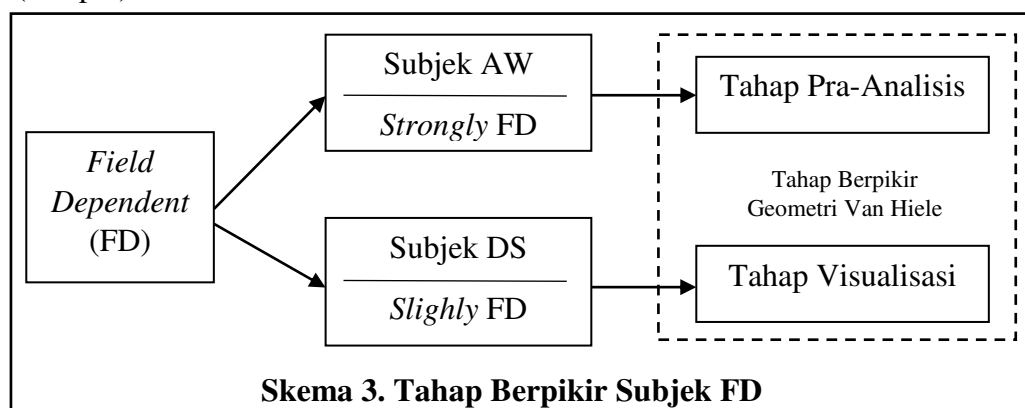 Subjek AW
Strongly FD
Tahap Pra-Analisis
Field
Dependent
(FD)
Tahap Berpikir
Geometri Van Hiele
Subjek DS
Slighly FD
Tahap Visualisasi
Skema 3. Tahap Berpikir Subjek FD